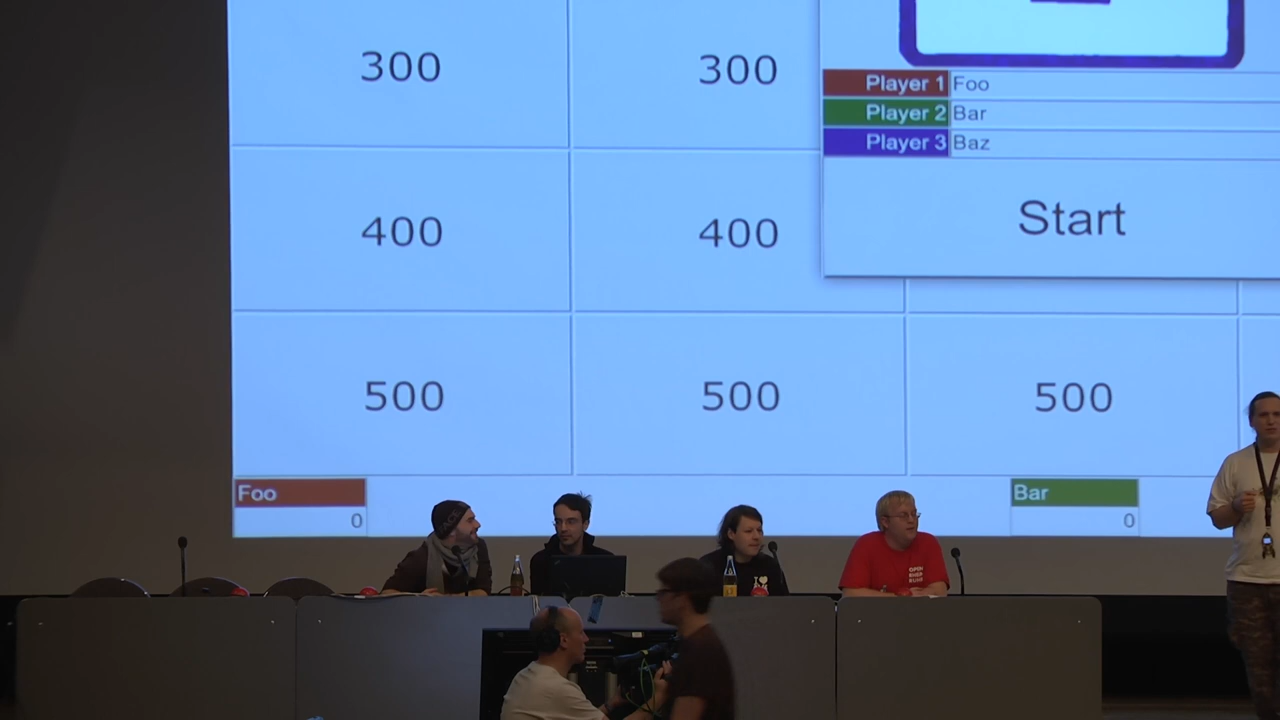 300
300
Player 1 Foo
Player 2 Bar
Player 3 Baz
400
400
Start
500
500
500
Foo
0
Bar
0